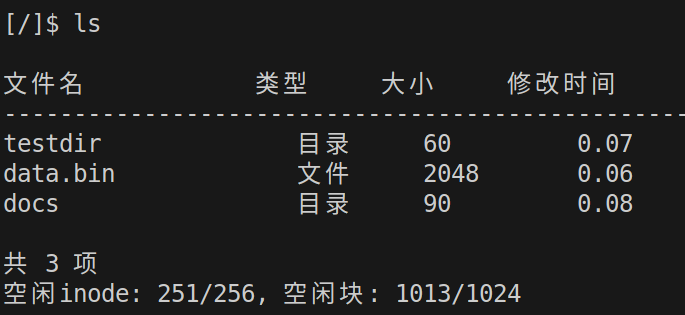 [/]$ ls
文件名 类型 大小 修改时间
------------------------------------------------
testdir 目录 60 0.07
data.bin 文件 2048 0.06
docs 目录 90 0.08
共 3 项
空闲inode: 251/256, 空闲块: 1013/1024